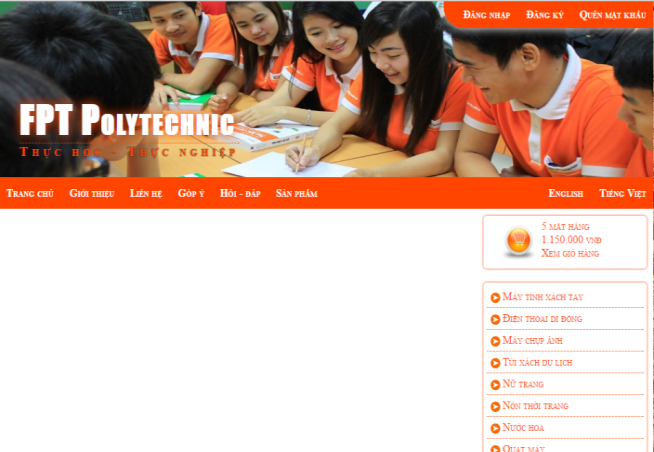 Đăng nhập Đăng ký Quên mật khẩu
FPT Polytechnic
Thực học - Thực nghiệp
Trang chủ Giới thiệu Liên hệ Góp ý Hỏi - đáp Sản phẩm English Tiếng Việt
5 mặt hàng
1.150.000 vnđ
Xem giỏ hàng
Máy tính xách tay
Điện thoại di động
Máy chụp ảnh
Túi xách du lịch
Nữ trang
Nón thời trang
Nước hoa
Quạt máy